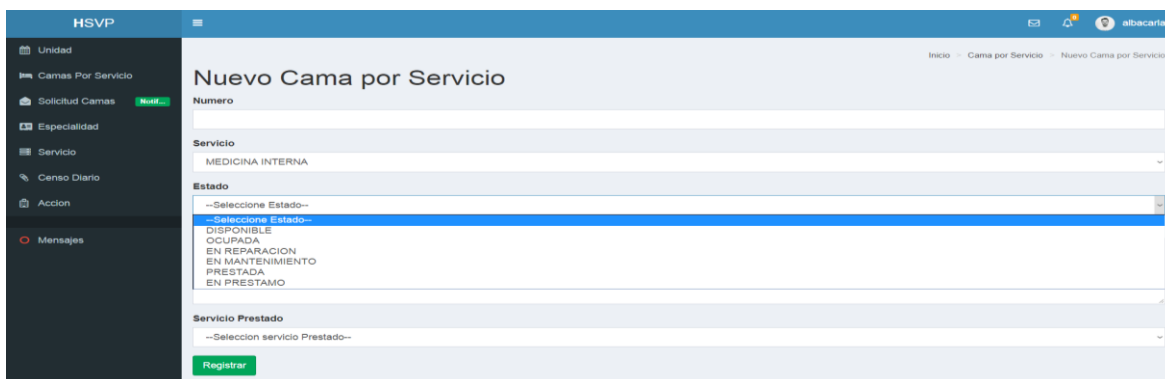 HSVP
albacarla
Unidad
Camas Por Servicio
Solicitud Camas Notif...
Especialidad
Servicio
Censo Diario
Accion
Mensajes
Inicio > Cama por Servicio > Nuevo Cama por Servicio
Nuevo Cama por Servicio
Numero
Servicio
MEDICINA INTERNA
Estado
--Seleccione Estado--
--Seleccione Estado--
DISPONIBLE
OCUPADA
EN REPARACION
EN MANTENIMIENTO
PRESTADA
EN PRESTAMO
Servicio Prestado
--Seleccion servicio Prestado--
Registrar